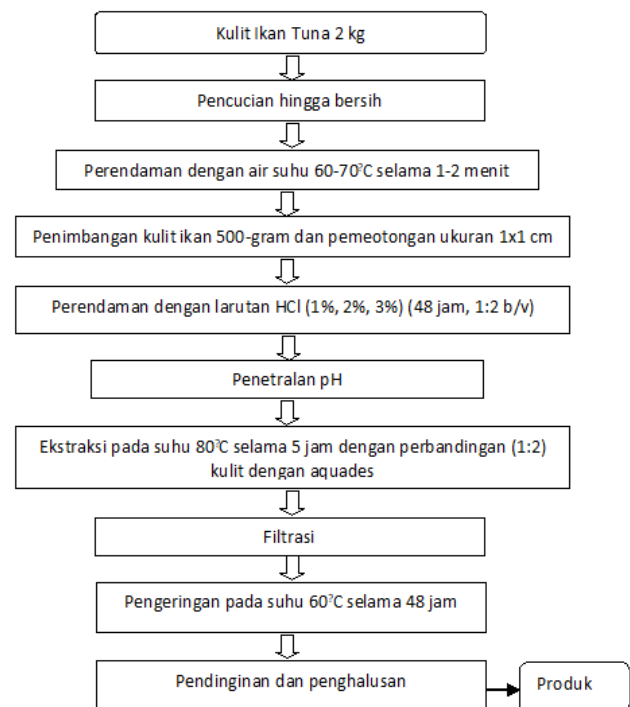 Kulit Ikan Tuna 2 kg
Pencucian hingga bersih
Perendaman dengan air suhu 60-70²C selama 1-2 menit
Penimbangan kulit ikan 500-gram dan pemeotongan ukuran 1x1 cm
Perendaman dengan larutan HCl (1%, 2%, 3%) (48 jam, 1:2 b/v)
Penetralan pH
Ekstraksi pada suhu 80²C selama 5 jam dengan perbandingan (1:2)
kulit dengan aquades
Filtrasi
Pengeringan pada suhu 60²C selama 48 jam
Pendinginan dan penghalusan
Produk